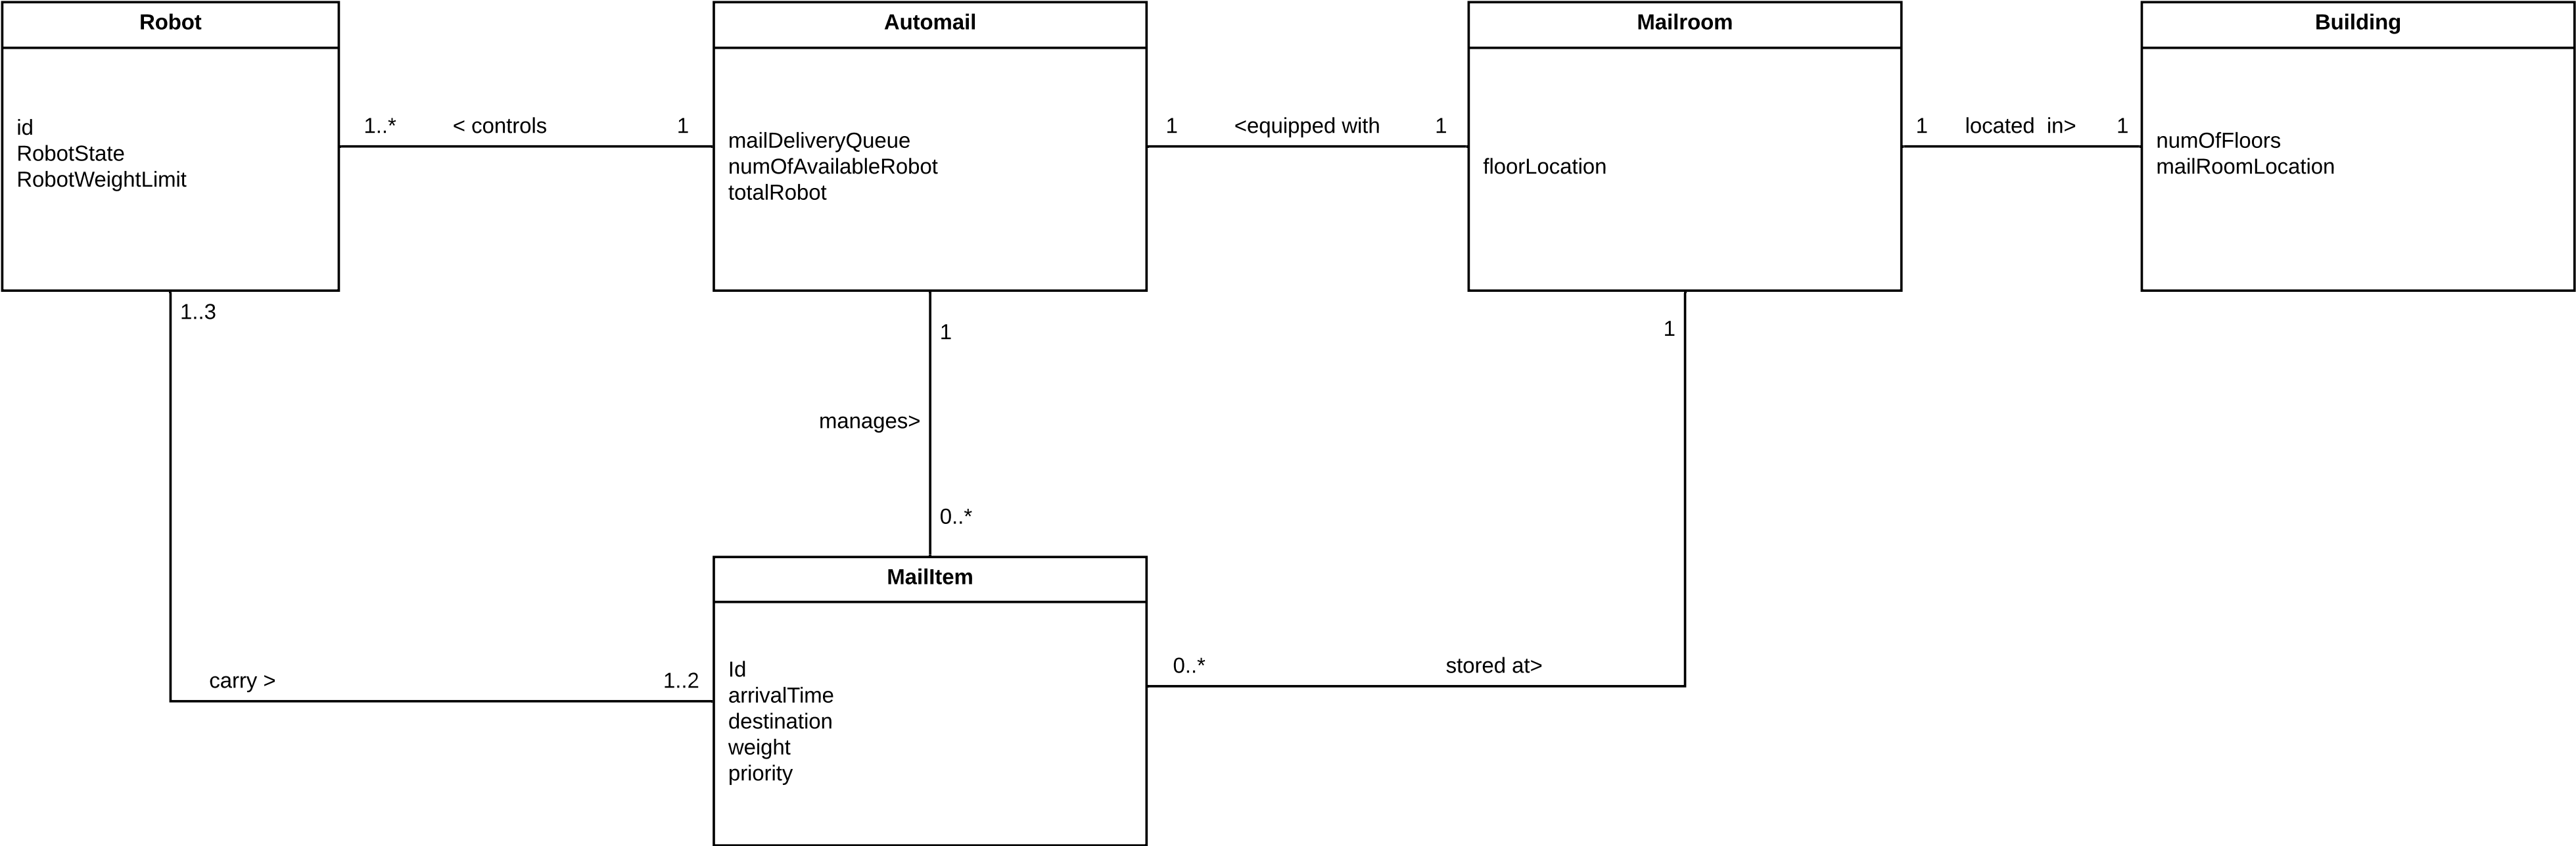 Robot
id
RobotState
RobotWeightLimit
1..*
< controls
1
Automail
mailDeliveryQueue
numOfAvailableRobot
totalRobot
1
<equipped with
1
Mailroom
floorLocation
1
located  in>
1
Building
numOfFloors
mailRoomLocation
1..3
1
1
manages>
0..*
carry >
1..2
MailItem
Id
arrivalTime
destination
weight
priority
0..*
stored at>